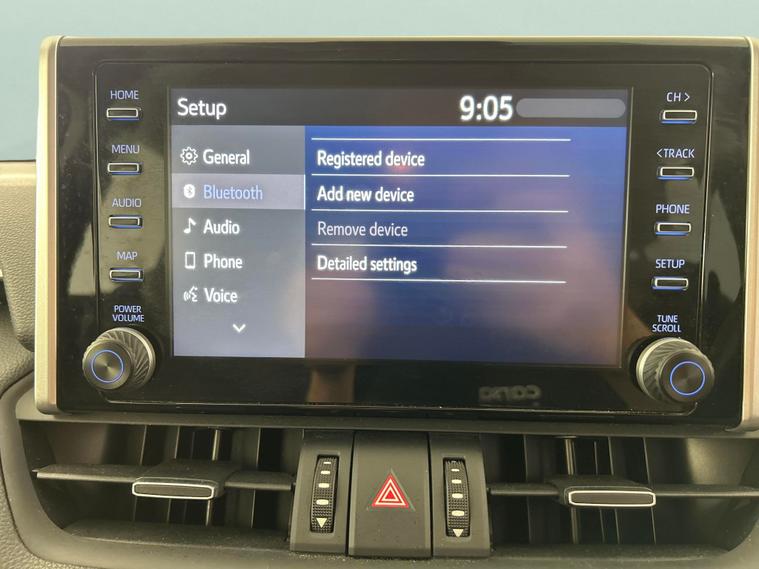 HOME
MENU
AUDIO
MAP
POWER
VOLUME
Setup 9:05
General
Bluetooth
Audio
Phone
Voice
Registered device
Add new device
Remove device
Detailed settings
CH >
< TRACK
PHONE
SETUP
TUNE
SCROLL